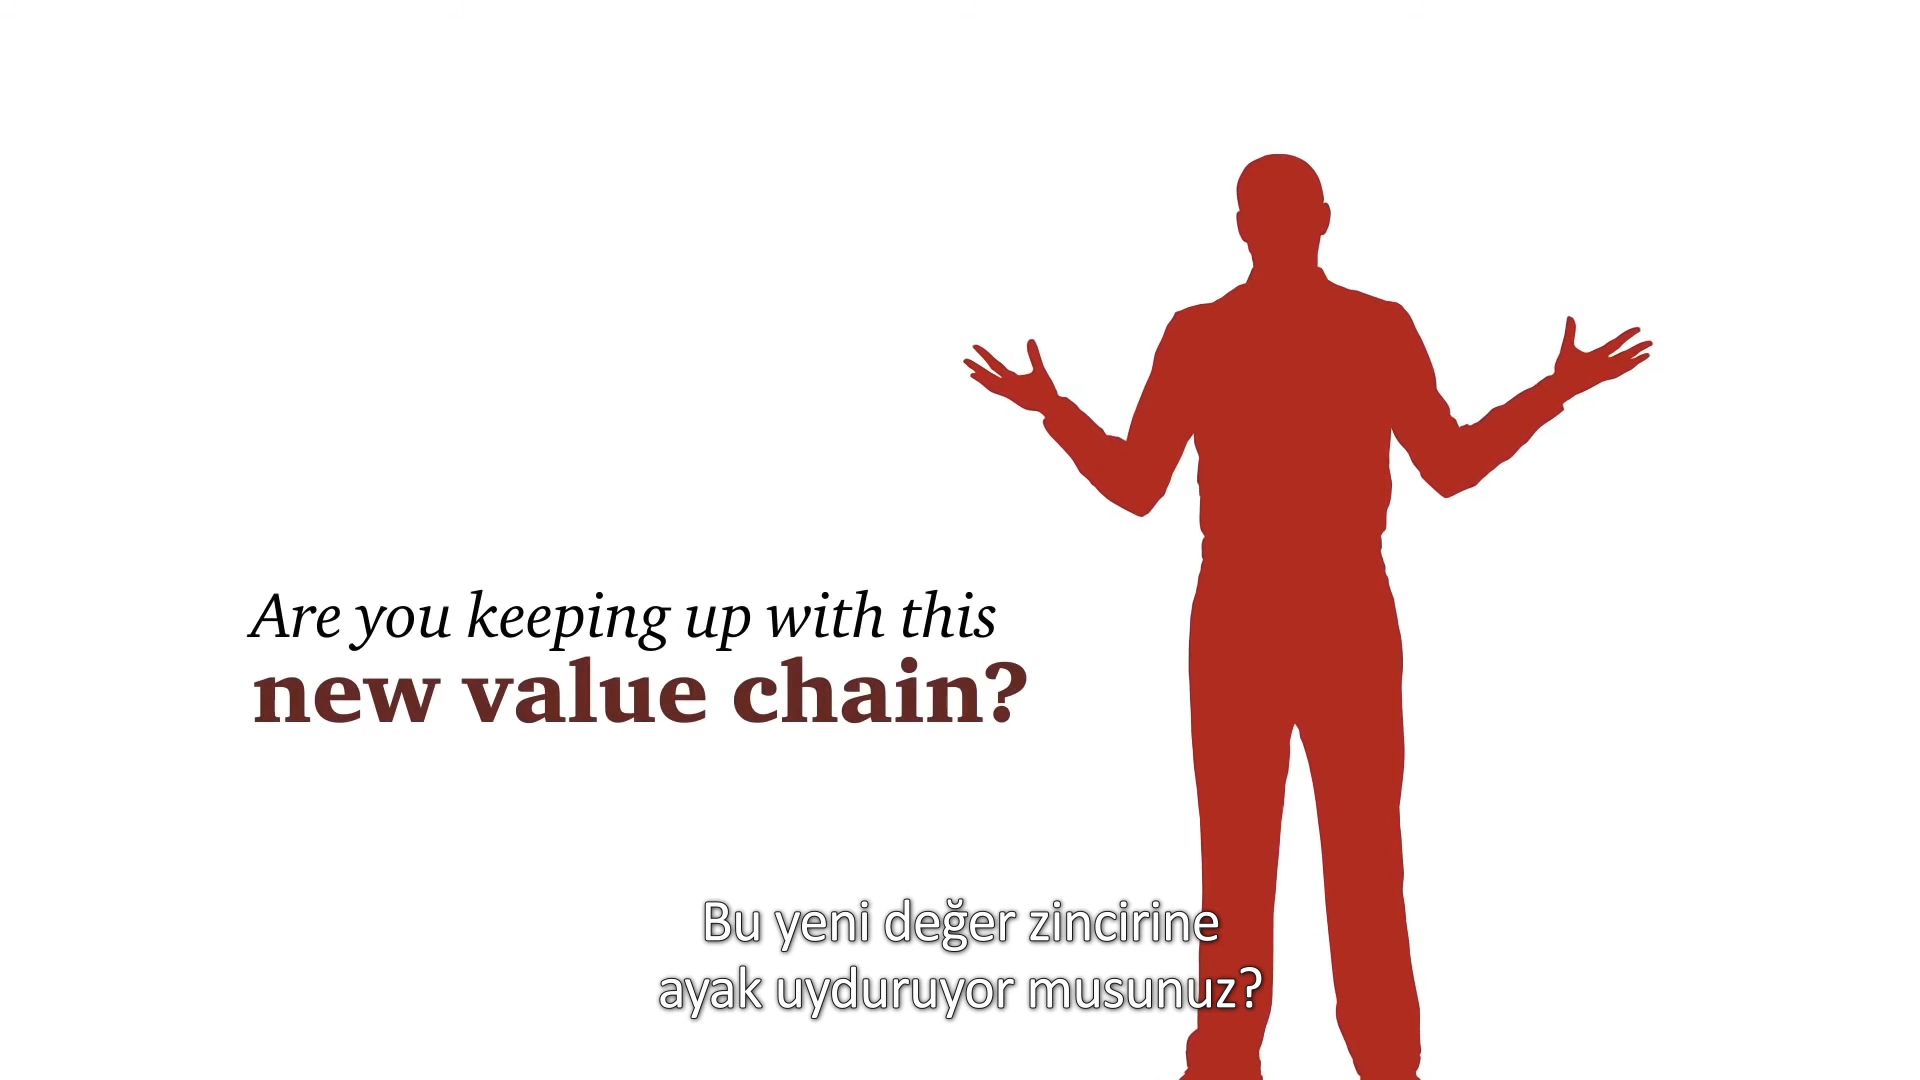 Are you keeping up with this
new value chain?
Bu yeni değer zincirine
ayak uyduruyor musunuz?